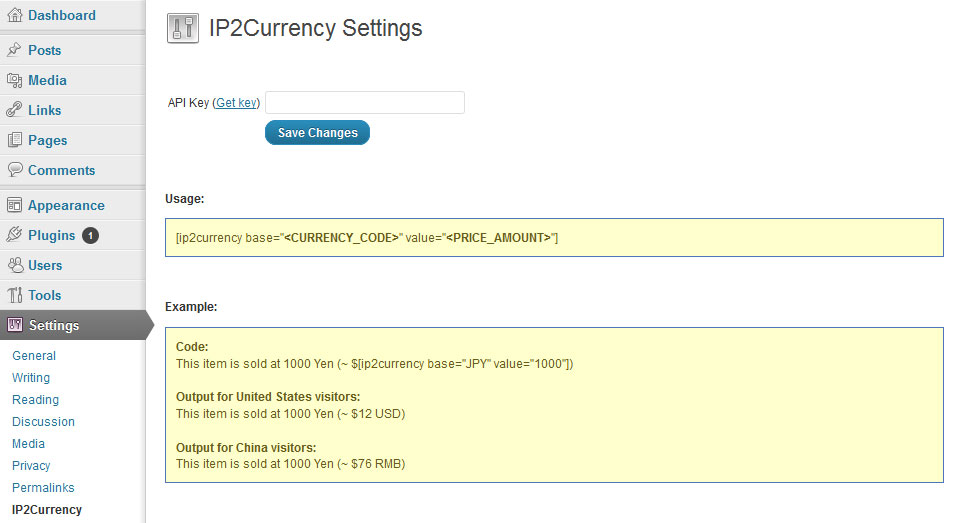 Dashboard
Posts
Media
Links
Pages
Comments
Appearance
Plugins 1
Users
Tools
Settings
General
Writing
Reading
Discussion
Media
Privacy
Permalinks
IP2Currency
IP2Currency Settings
API Key (Get key)
Save Changes
Usage:
[ip2currency base="<CURRENCY_CODE>" value="<PRICE_AMOUNT>"]
Example:
Code:
This item is sold at 1000 Yen (~ $[ip2currency base="JPY" value="1000"])
Output for United States visitors:
This item is sold at 1000 Yen (~ $12 USD)
Output for China visitors:
This item is sold at 1000 Yen (~ $76 RMB)